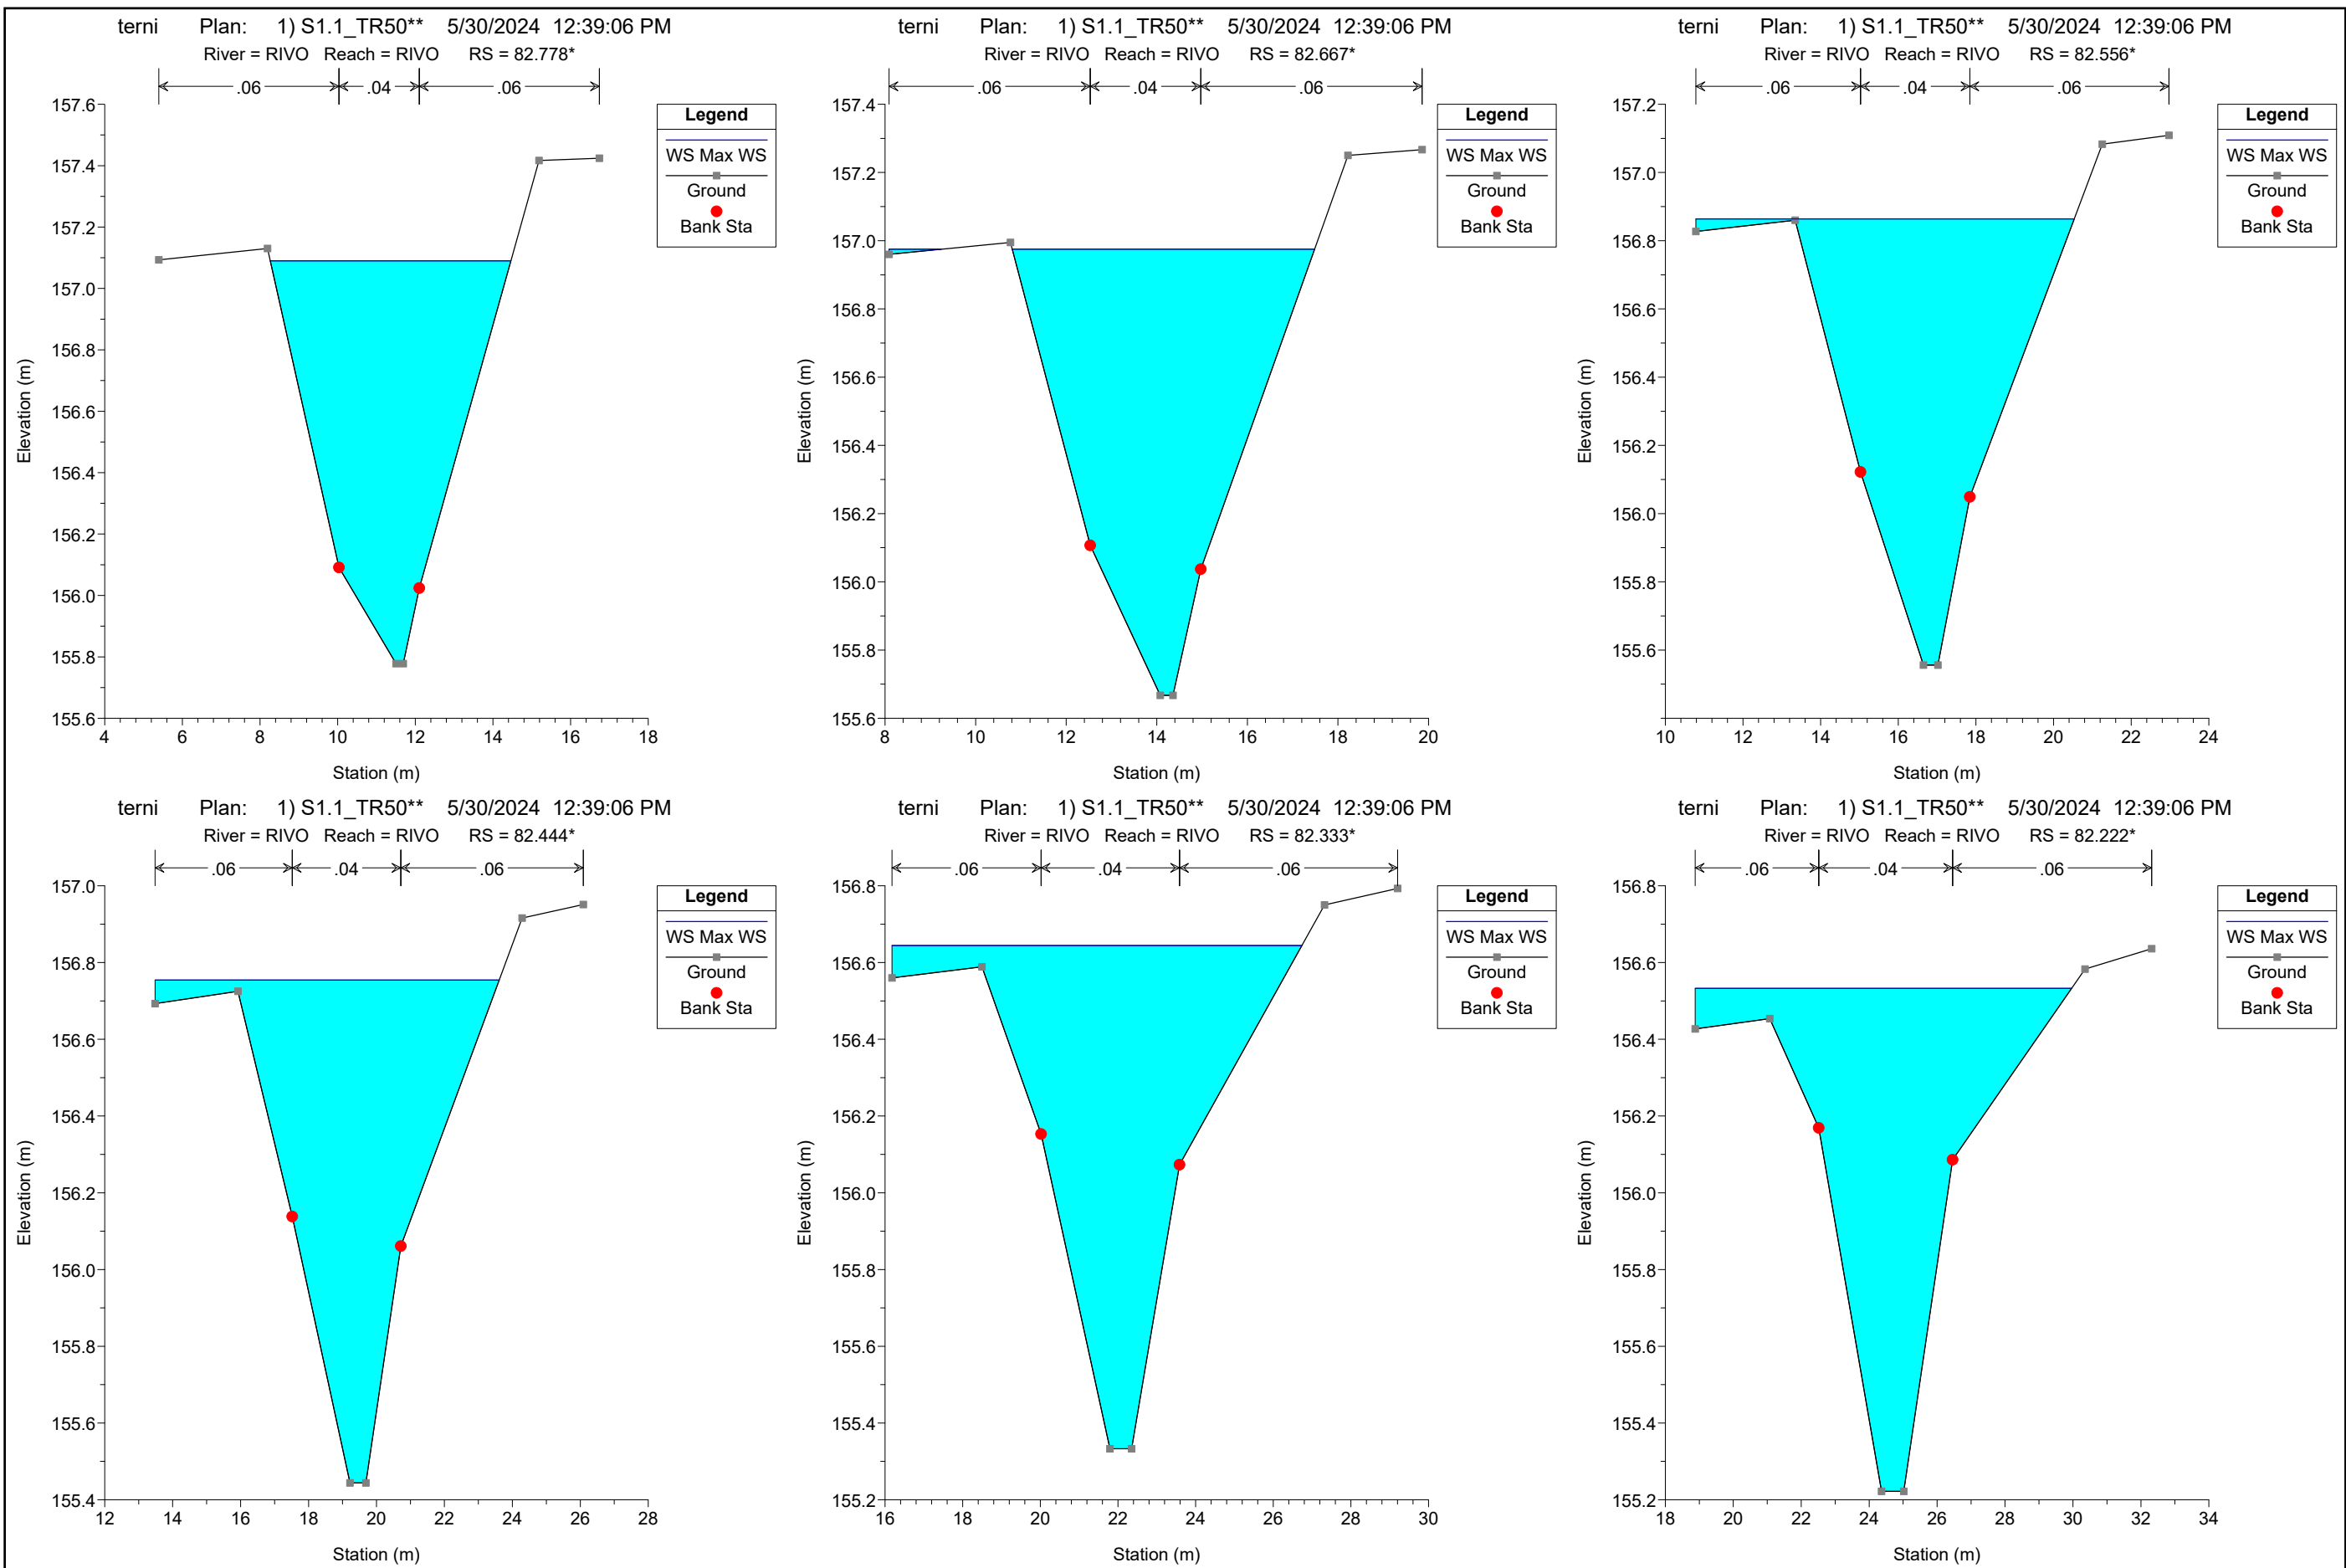 terni Plan: 1) S1.1_TR50** 5/30/2024 12:39:06 PM
River = RIVO Reach = RIVO RS = 82.778*
.06 .04 .06
157.6
157.4
157.2
157.0
156.8
156.6
156.4
156.2
156.0
155.8
155.6
4 6 8 10 12 14 16 18
Station (m)
Elevation (m)
Legend
WS Max WS
Ground
Bank Sta
terni Plan: 1) S1.1_TR50** 5/30/2024 12:39:06 PM
River = RIVO Reach = RIVO RS = 82.667*
.06 .04 .06
157.4
157.2
157.0
156.8
156.6
156.4
156.2
156.0
155.8
155.6
8 10 12 14 16 18 20
Station (m)
Elevation (m)
Legend
WS Max WS
Ground
Bank Sta
terni Plan: 1) S1.1_TR50** 5/30/2024 12:39:06 PM
River = RIVO Reach = RIVO RS = 82.556*
.06 .04 .06
157.2
157.0
156.8
156.6
156.4
156.2
156.0
155.8
155.6
10 12 14 16 18 20 22 24
Station (m)
Elevation (m)
Legend
WS Max WS
Ground
Bank Sta
terni Plan: 1) S1.1_TR50** 5/30/2024 12:39:06 PM
River = RIVO Reach = RIVO RS = 82.444*
.06 .04 .06
157.0
156.8
156.6
156.4
156.2
156.0
155.8
155.6
155.4
12 14 16 18 20 22 24 26 28
Station (m)
Elevation (m)
Legend
WS Max WS
Ground
Bank Sta
terni Plan: 1) S1.1_TR50** 5/30/2024 12:39:06 PM
River = RIVO Reach = RIVO RS = 82.333*
.06 .04 .06
156.8
156.6
156.4
156.2
156.0
155.8
155.6
155.4
155.2
16 18 20 22 24 26 28 30
Station (m)
Elevation (m)
Legend
WS Max WS
Ground
Bank Sta
terni Plan: 1) S1.1_TR50** 5/30/2024 12:39:06 PM
River = RIVO Reach = RIVO RS = 82.222*
.06 .04 .06
156.8
156.6
156.4
156.2
156.0
155.8
155.6
155.4
155.2
18 20 22 24 26 28 30 32 34
Station (m)
Elevation (m)
Legend
WS Max WS
Ground
Bank Sta